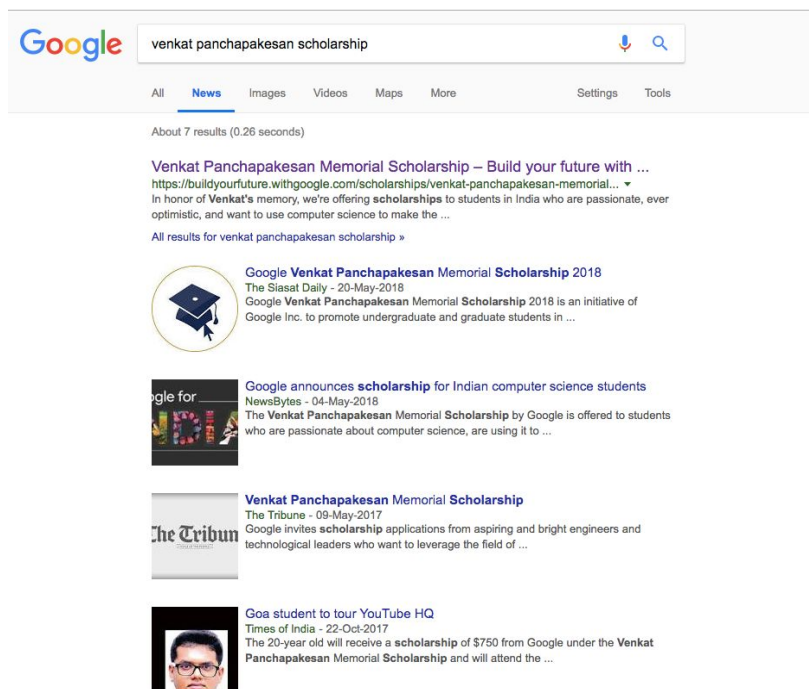 Google
venkat panchapakesan scholarship
All News Images Videos Maps More Settings Tools
About 7 results (0.26 seconds)
Venkat Panchapakesan Memorial Scholarship – Build your future with ...
https://buildyourfuture.withgoogle.com/scholarships/venkat-panchapakesan-memorial...
In honor of Venkat's memory, we're offering scholarships to students in India who are passionate, ever
optimistic, and want to use computer science to make the ...
All results for venkat panchapakesan scholarship »
Google Venkat Panchapakesan Memorial Scholarship 2018
The Siasat Daily - 20-May-2018
Google Venkat Panchapakesan Memorial Scholarship 2018 is an initiative of
Google Inc. to promote undergraduate and graduate students in ...
ogle for
INDIA
Google announces scholarship for Indian computer science students
NewsBytes - 04-May-2018
The Venkat Panchapakesan Memorial Scholarship by Google is offered to students
who are passionate about computer science, are using it to ...
The Tribun
Venkat Panchapakesan Memorial Scholarship
The Tribune - 09-May-2017
Google invites scholarship applications from aspiring and bright engineers and
technological leaders who want to leverage the field of ...
Goa student to tour YouTube HQ
Times of India - 22-Oct-2017
The 20-year old will receive a scholarship of $750 from Google under the Venkat
Panchapakesan Memorial Scholarship and will attend the ...